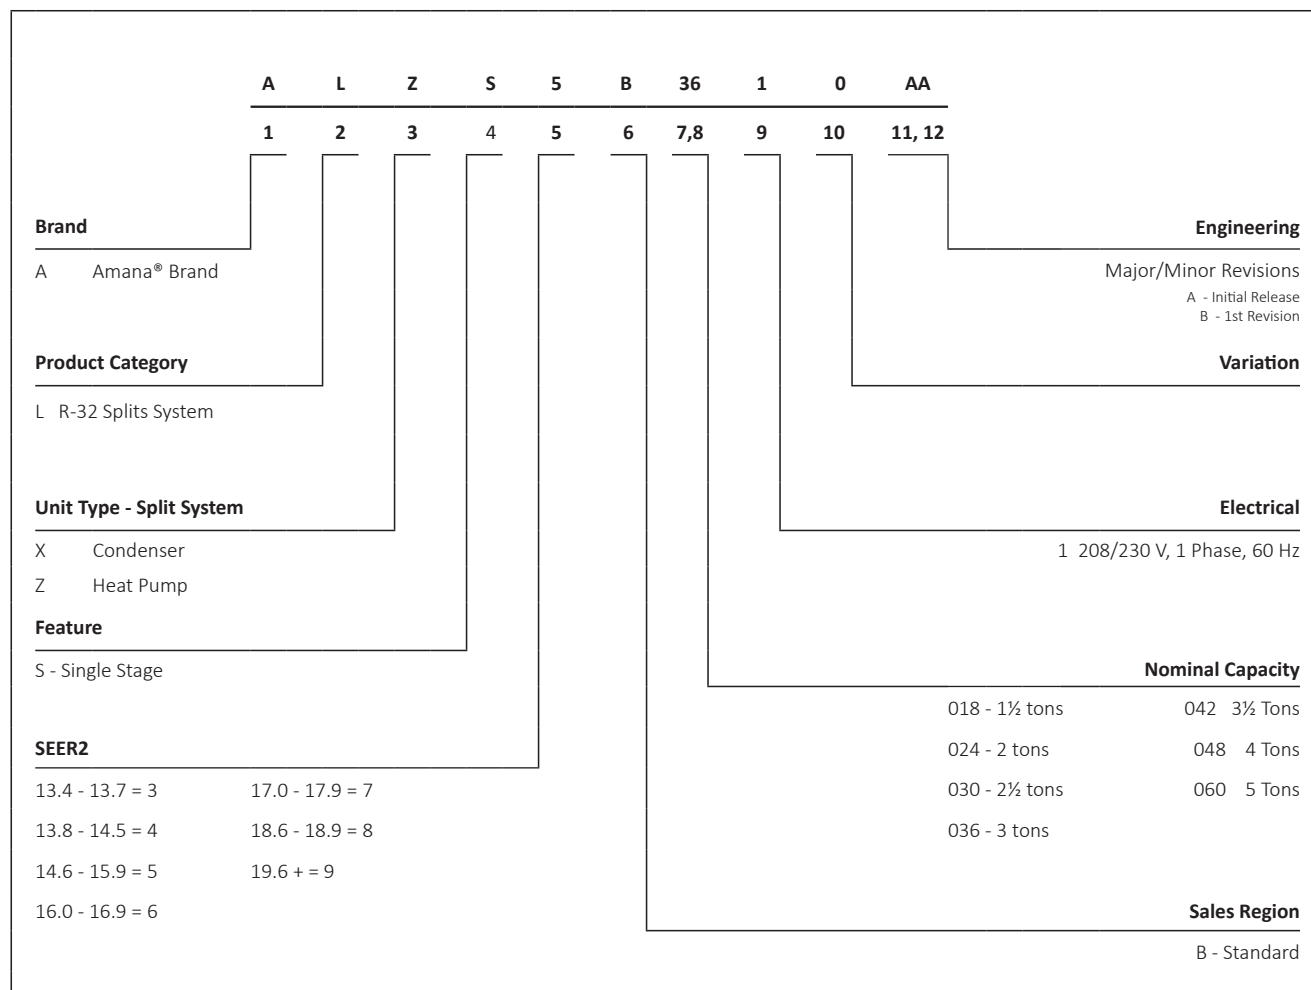 A L Z S 5 B 36 1 0 AA
1 2 3 4 5 6 7,8 9 10 11, 12
Brand
A Amana® Brand
Product Category
L R-32 Splits System
Unit Type - Split System
X Condenser
Z Heat Pump
Feature
S - Single Stage
SEER2
13.4 - 13.7 = 3 17.0 - 17.9 = 7
13.8 - 14.5 = 4 18.6 - 18.9 = 8
14.6 - 15.9 = 5 19.6 + = 9
16.0 - 16.9 = 6
Engineering
Major/Minor Revisions
A - Initial Release
B - 1st Revision
Variation
Electrical
1 208/230 V, 1 Phase, 60 Hz
Nominal Capacity
018 - 1½ tons 042 3½ Tons
024 - 2 tons 048 4 Tons
030 - 2½ tons 060 5 Tons
036 - 3 tons
Sales Region
B - Standard